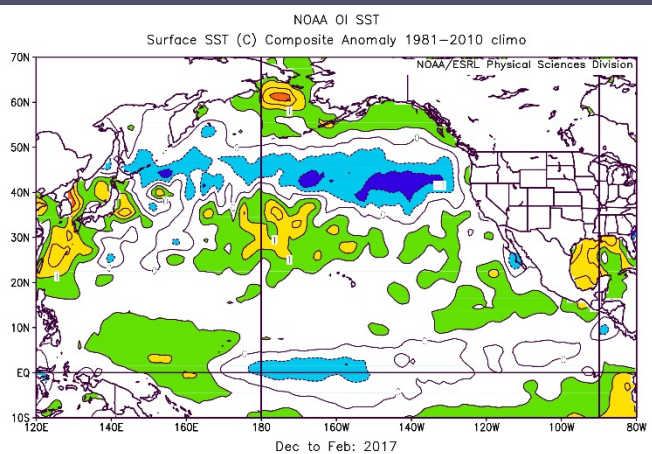 NOAA OI SST
Surface SST (C) Composite Anomaly 1981-2010 climo
NOAA/ESRL Physical Sciences Division
70N
60N
50N
40N
30N
20N
10N
EQ
10S
120E 140E 160E 180 160W 140W 120W 100W 80W
Dec to Feb: 2017